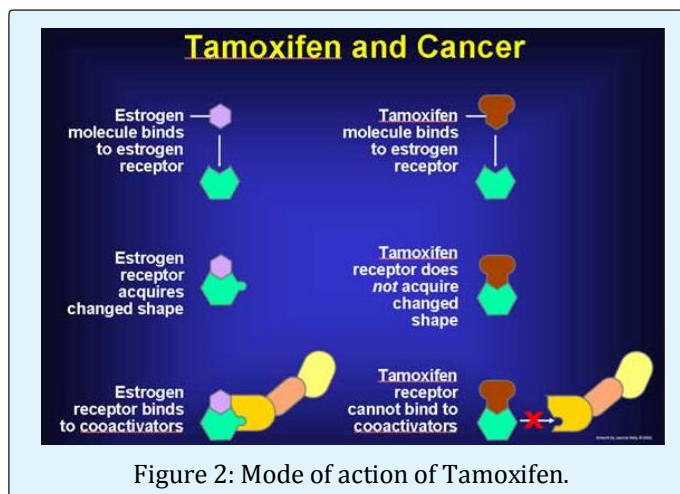 Tamoxifen and Cancer
Estrogen
molecule binds
to estrogen
receptor
Tamoxifen
molecule binds
to estrogen
receptor
Estrogen
receptor
acquires
changed shape
Tamoxifen
receptor does
not acquire
changed
shape
Estrogen
receptor binds
to cooactivators
Tamoxifen
receptor
cannot bind to
cooactivators
Figure 2: Mode of action of Tamoxifen.